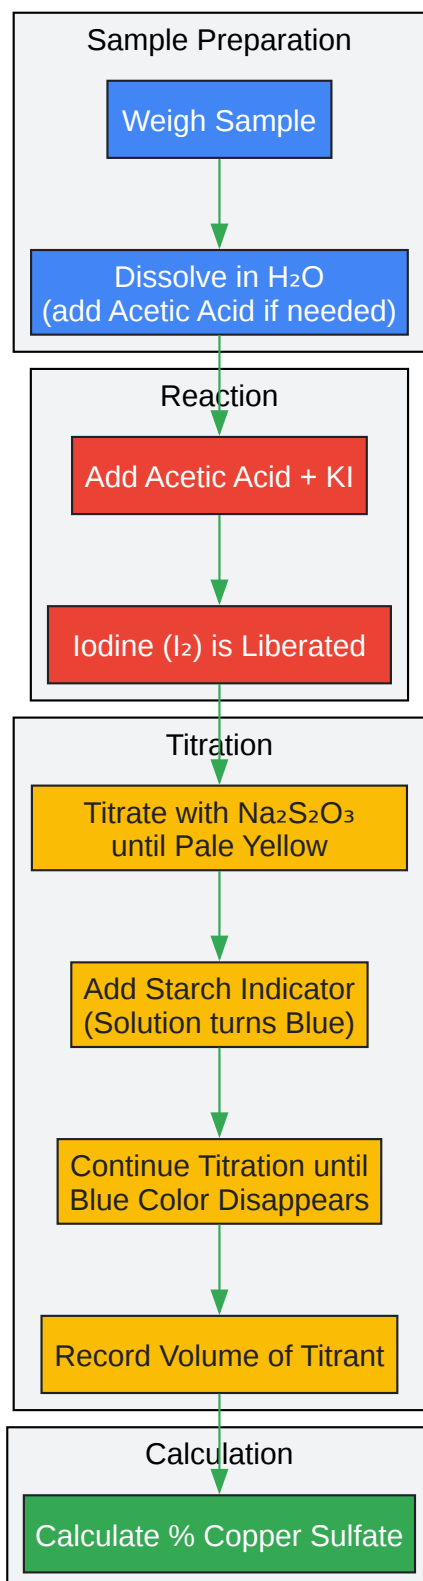 Sample Preparation
Weigh Sample
Dissolve in H₂O
(add Acetic Acid if needed)
Reaction
Add Acetic Acid + KI
Iodine (I₂) is Liberated
Titration
Titrate with Na₂S₂O₃
until Pale Yellow
Add Starch Indicator
(Solution turns Blue)
Continue Titration until
Blue Color Disappears
Record Volume of Titrant
Calculation
Calculate % Copper Sulfate